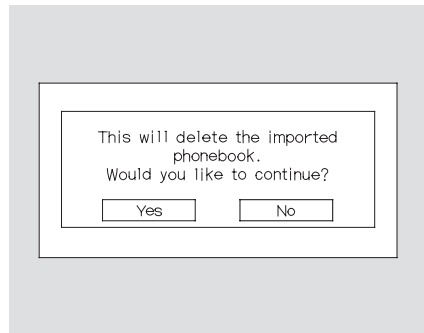 This will delete the imported
phonebook.
Would you like to continue?
Yes No